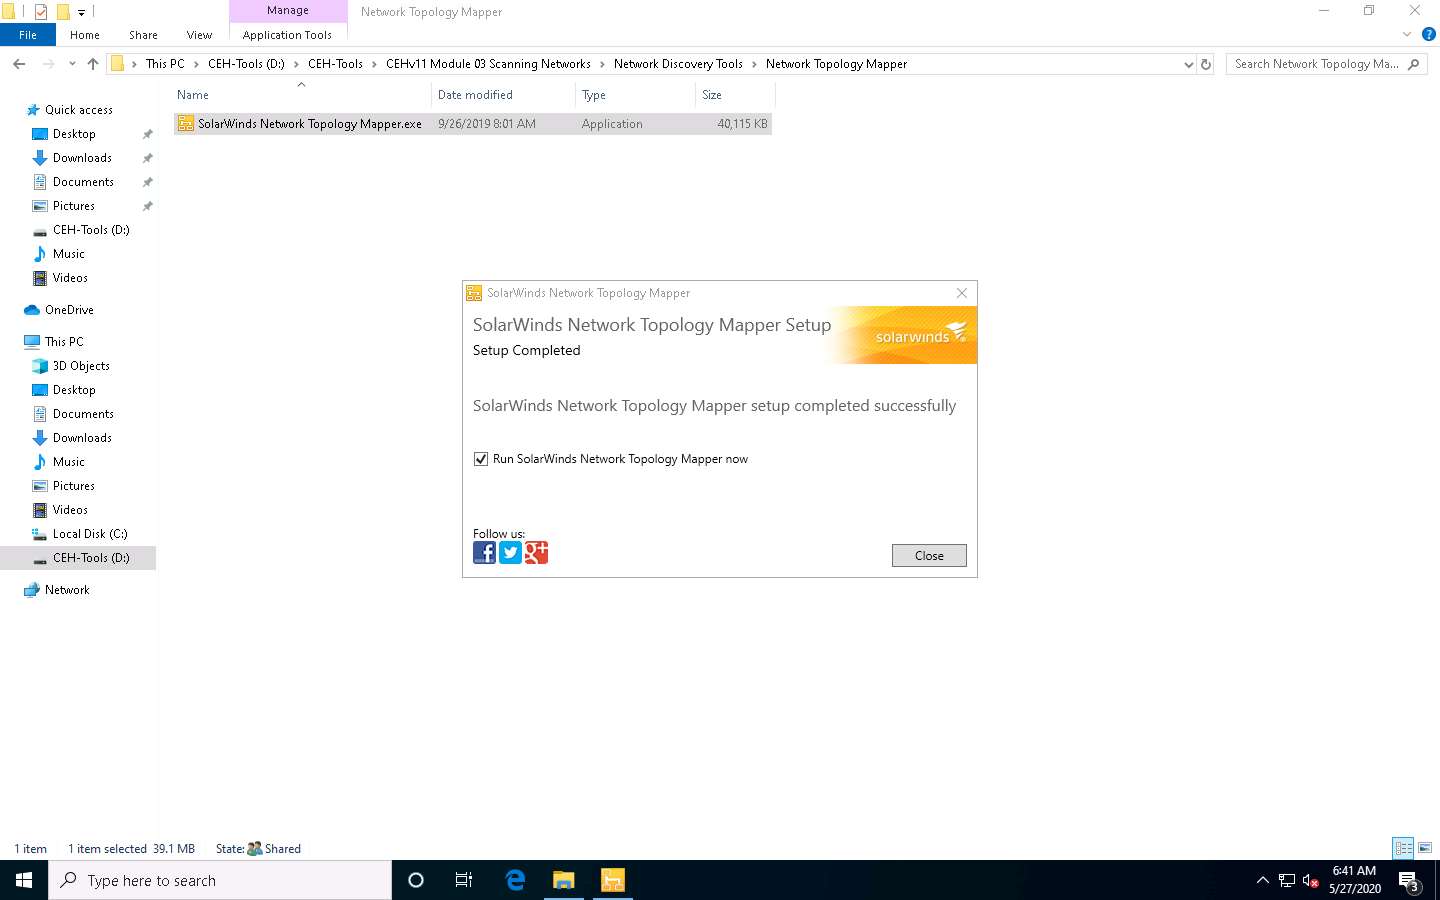 Manage
Network Topology Mapper
File
Home
Share
View
Application Tools
This PC
CEH-Tools (D:)
CEH-Tools
CEHv11 Module 03 Scanning Networks
Network Discovery Tools
Network Topology Mapper
Search Network Topology Ma...
Name
Date modified
Type
Size
SolarWinds Network Topology Mapper.exe
9/26/2019 8:01 AM
Application
40,115 KB
Quick access
Desktop
Downloads
Documents
Pictures
CEH-Tools (D:)
Music
Videos
OneDrive
This PC
3D Objects
Desktop
Documents
Downloads
Music
Pictures
Videos
Local Disk (C:)
CEH-Tools (D:)
Network
SolarWinds Network Topology Mapper
SolarWinds Network Topology Mapper Setup
solarwinds
Setup Completed
SolarWinds Network Topology Mapper setup completed successfully
Run SolarWinds Network Topology Mapper now
Follow us:
Close
1 item
1 item selected 39.1 MB
State: Shared
Type here to search
6:41 AM
5/27/2020
3